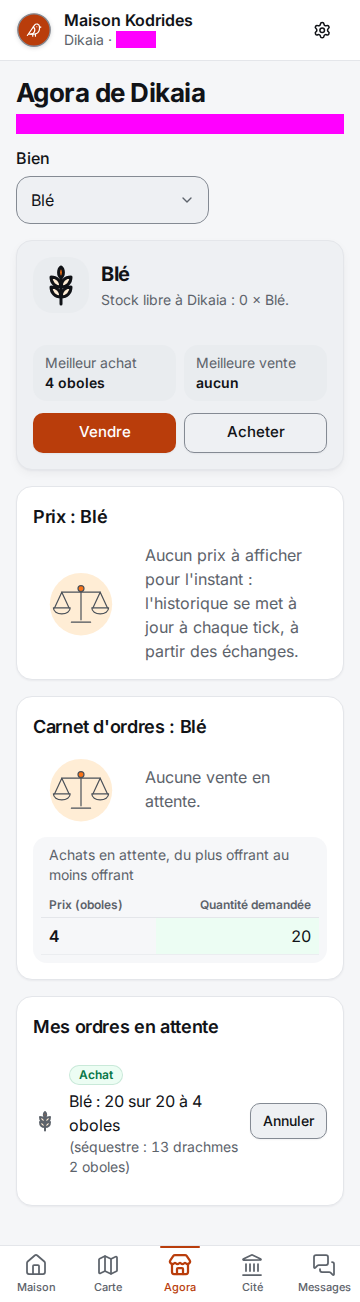 Maison Kodrides
Dikaia ·
Agora de Dikaia
Bien
Blé
Blé
Stock libre à Dikaia : 0 × Blé.
Meilleur achat
4 oboles
Meilleure vente
aucun
Vendre
Acheter
Prix : Blé
Aucun prix à afficher
pour l'instant :
l'historique se met à
jour à chaque tick, à
partir des échanges.
Carnet d'ordres : Blé
Aucune vente en
attente.
Achats en attente, du plus offrant au
moins offrant
Prix (oboles) Quantité demandée
4 20
Mes ordres en attente
Achat
Blé : 20 sur 20 à 4
oboles
(séquestre : 13 drachmes
2 oboles)
Annuler
Maison Carte Agora Cité Messages